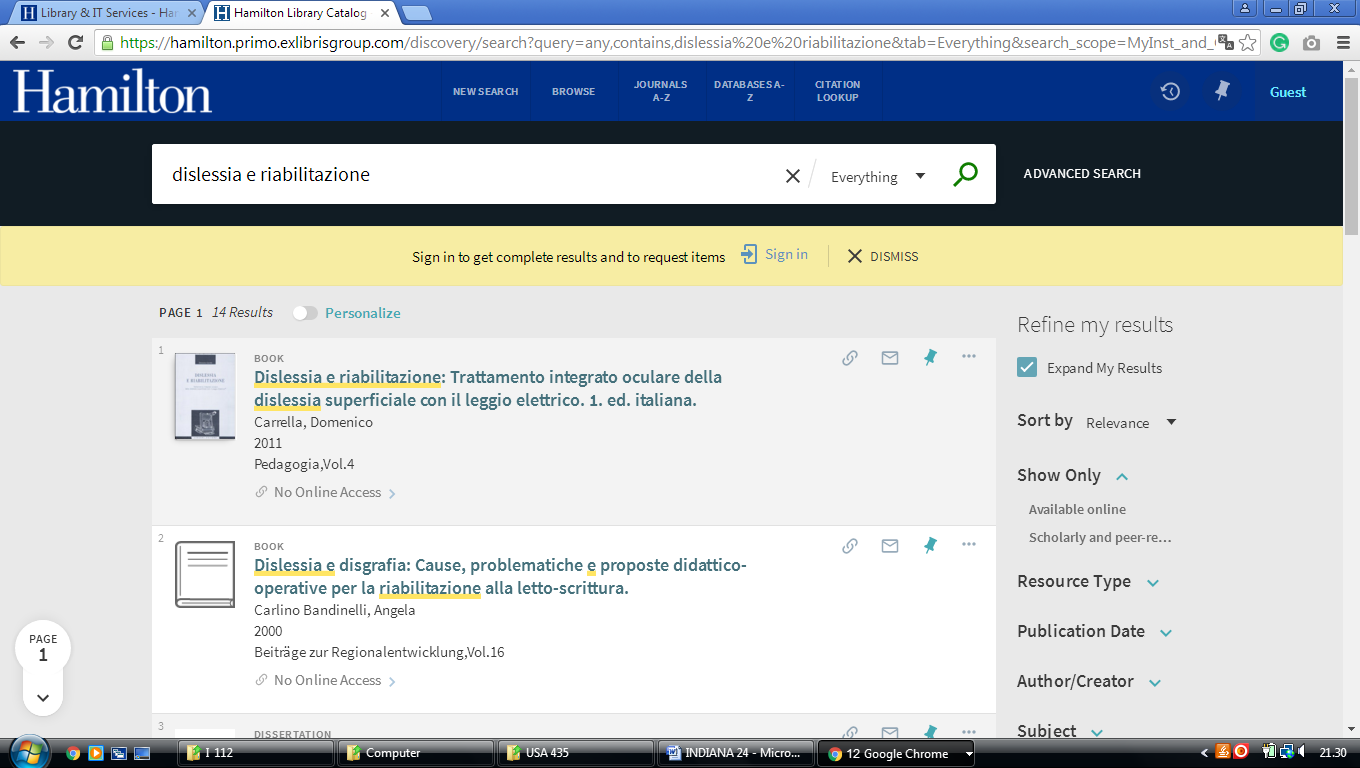 Library & IT Services - Har
Hamilton Library Catalog
https://hamilton.primo.exlibrisgroup.com/discovery/search?query=any,contains,dislessia%20e%20riabilitazione&tab=Everything&search_scope=MyInst_and_
Hamilton
NEW SEARCH
BROWSE
JOURNALS A-Z
DATABASES A-Z
CITATION LOOKUP
Guest
dislessia e riabilitazione
Everything
ADVANCED SEARCH
Sign in to get complete results and to request items
Sign in
DISMISS
PAGE 1 14 Results
Personalize
Refine my results
Expand My Results
Sort by Relevance
Show Only
Available online
Scholarly and peer-re…
Resource Type
Publication Date
Author/Creator
Subject
1
DISLESSIA
E RIABILITAZIONE
BOOK
Dislessia e riabilitazione: Trattamento integrato oculare della
dislessia superficiale con il leggio elettrico. 1. ed. italiana.
Carrella, Domenico
2011
Pedagogia,Vol.4
No Online Access
2
BOOK
Dislessia e disgrafia: Cause, problematiche e proposte didattico-
operative per la riabilitazione alla letto-scrittura.
Carlino Bandinelli, Angela
2000
Beiträge zur Regionalentwicklung,Vol.16
No Online Access
3
DISSERTATION
PAGE
1
I 112
Computer
USA 435
INDIANA 24 - Micro...
12 Google Chrome
21.30